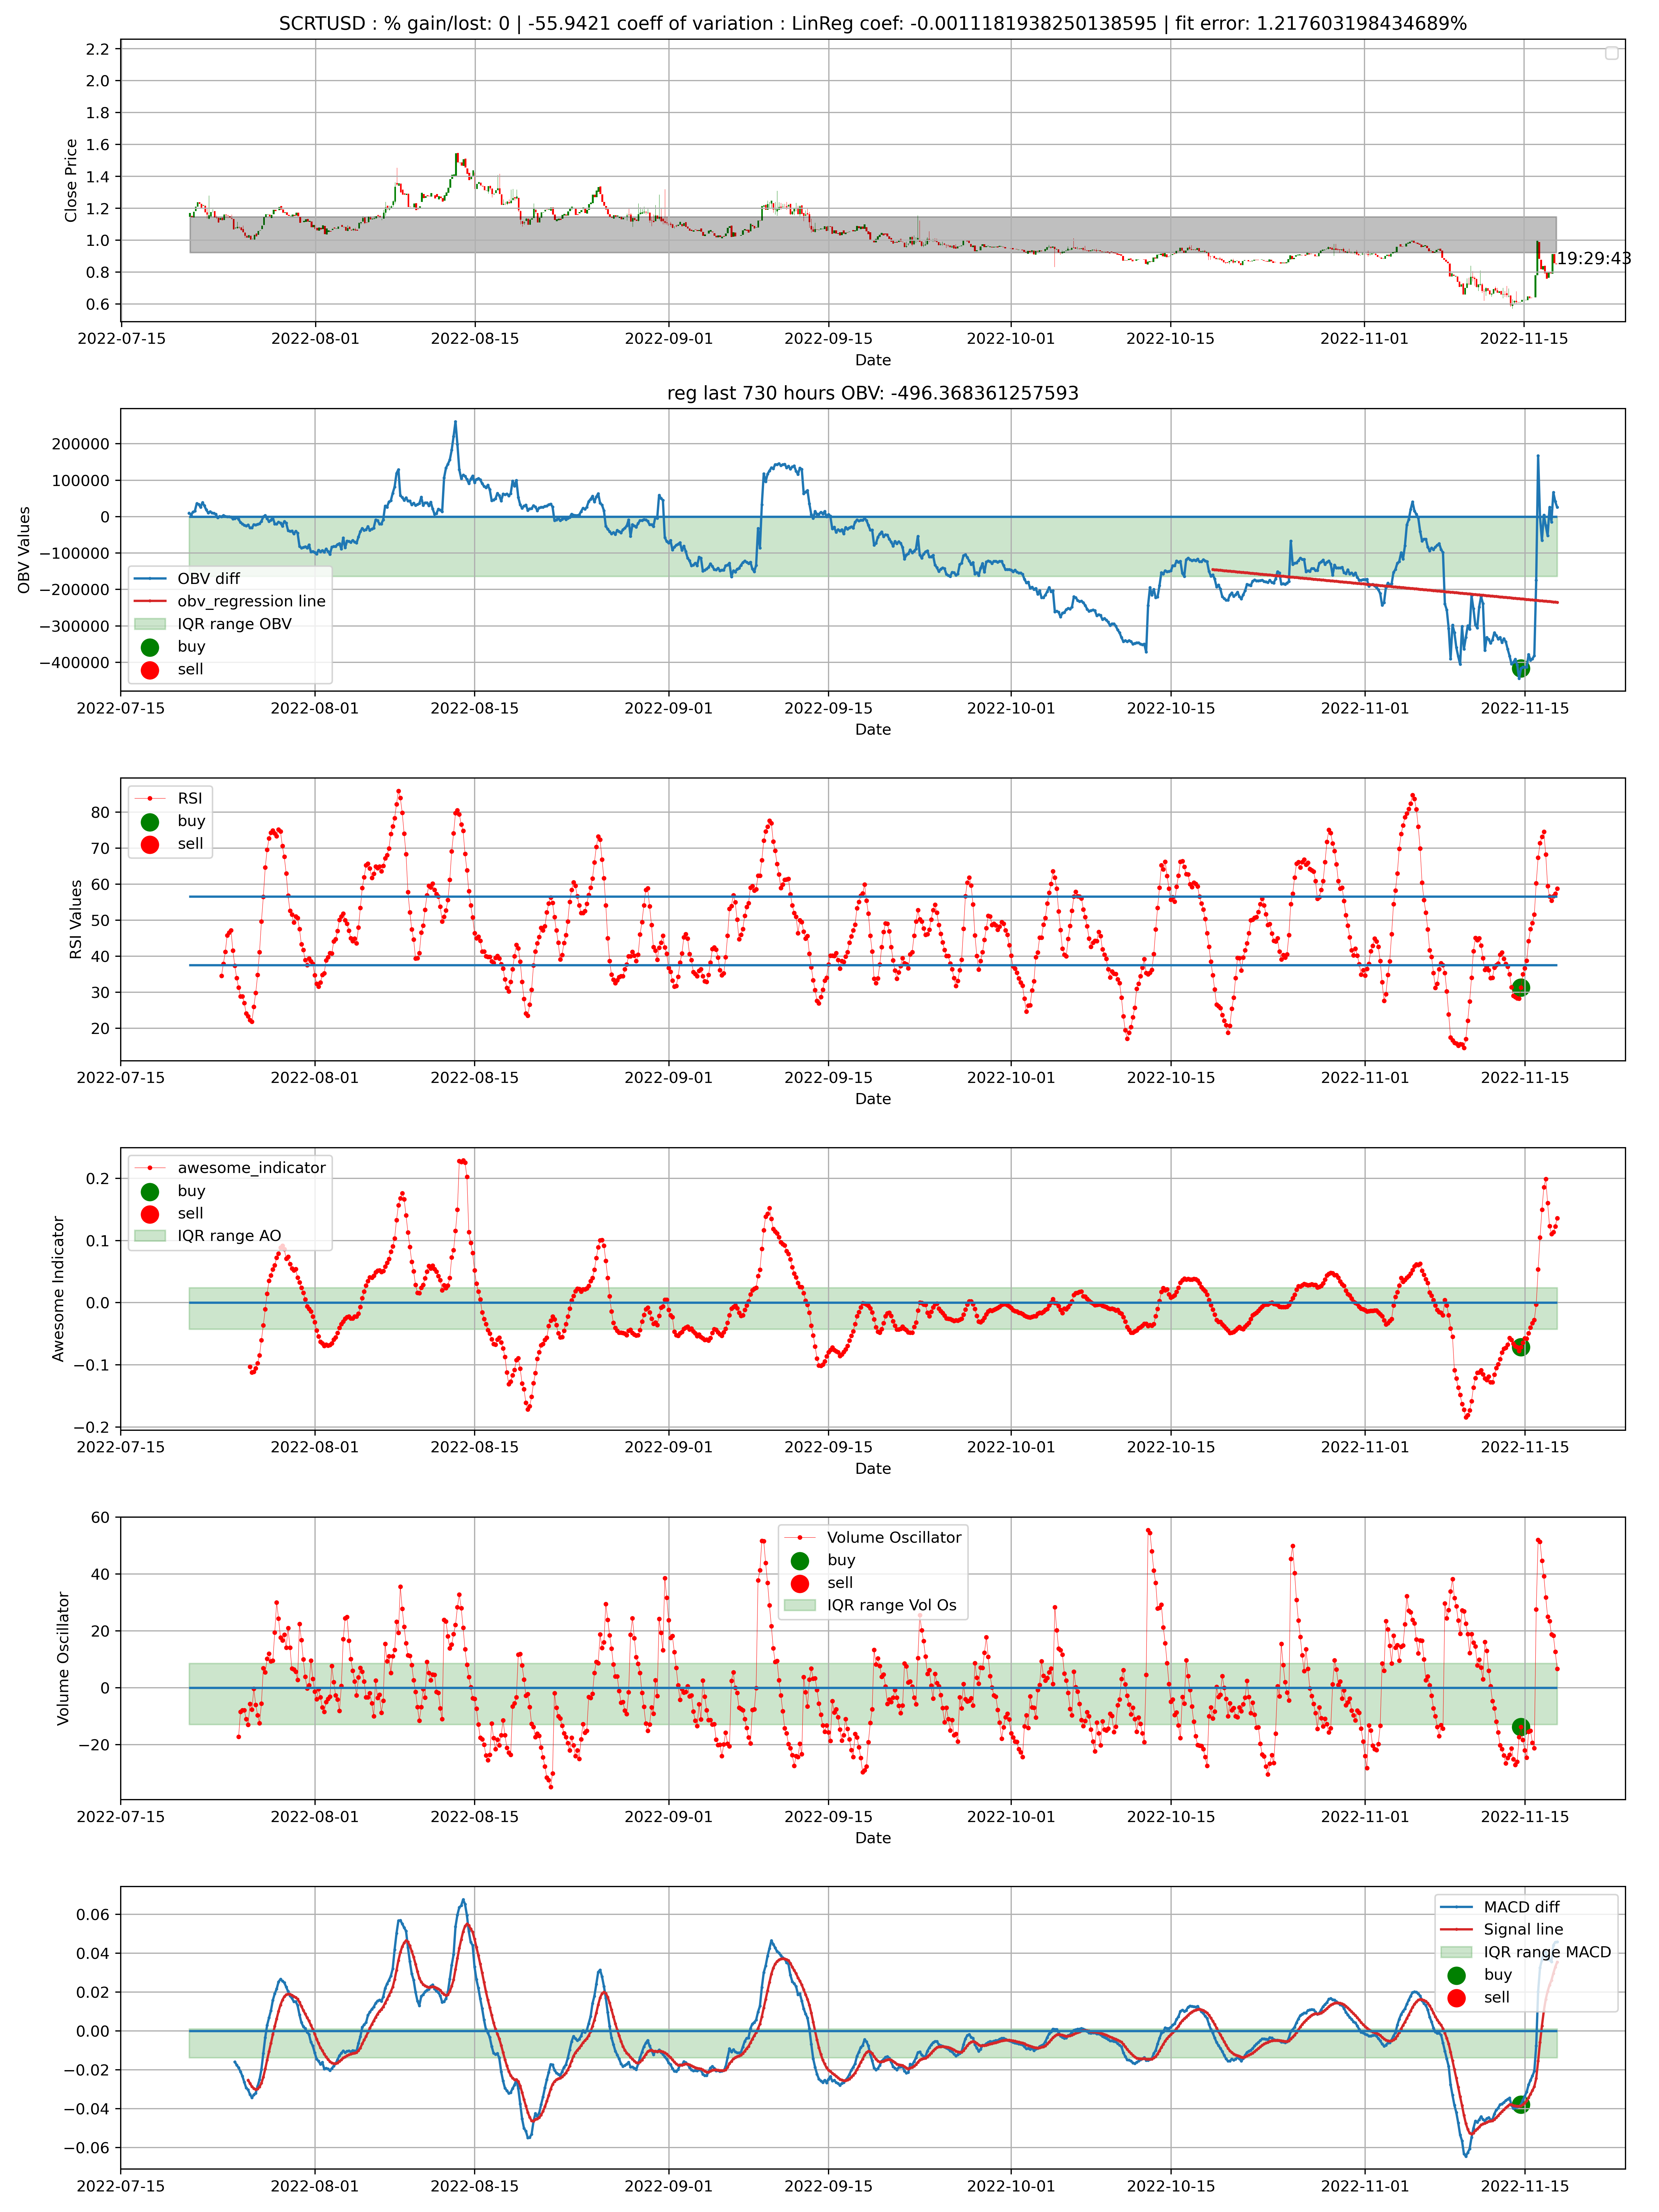 SCRTUSD : % gain/lost: 0 | -55.9421 coeff of variation : LinReg coef: -0.0011181938250138595 | fit error: 1.217603198434689%
2.2
2.0
1.8
1.6
1.4
1.2
1.0
0.8
0.6
Close Price
19:29:43
2022-07-15 2022-08-01 2022-08-15 2022-09-01 2022-09-15 2022-10-01 2022-10-15 2022-11-01 2022-11-15
Date
reg last 730 hours OBV: -496.368361257593
200000
100000
0
−100000
−200000
−300000
−400000
OBV Values
OBV diff
obv_regression line
IQR range OBV
buy
sell
2022-07-15 2022-08-01 2022-08-15 2022-09-01 2022-09-15 2022-10-01 2022-10-15 2022-11-01 2022-11-15
Date
80
70
60
50
40
30
20
RSI Values
RSI
buy
sell
2022-07-15 2022-08-01 2022-08-15 2022-09-01 2022-09-15 2022-10-01 2022-10-15 2022-11-01 2022-11-15
Date
0.2
0.1
0.0
−0.1
−0.2
Awesome Indicator
awesome_indicator
buy
sell
IQR range AO
2022-07-15 2022-08-01 2022-08-15 2022-09-01 2022-09-15 2022-10-01 2022-10-15 2022-11-01 2022-11-15
Date
60
40
20
0
−20
Volume Oscillator
Volume Oscillator
buy
sell
IQR range Vol Os
2022-07-15 2022-08-01 2022-08-15 2022-09-01 2022-09-15 2022-10-01 2022-10-15 2022-11-01 2022-11-15
Date
0.06
0.04
0.02
0.00
−0.02
−0.04
−0.06
MACD diff
Signal line
IQR range MACD
buy
sell
2022-07-15 2022-08-01 2022-08-15 2022-09-01 2022-09-15 2022-10-01 2022-10-15 2022-11-01 2022-11-15